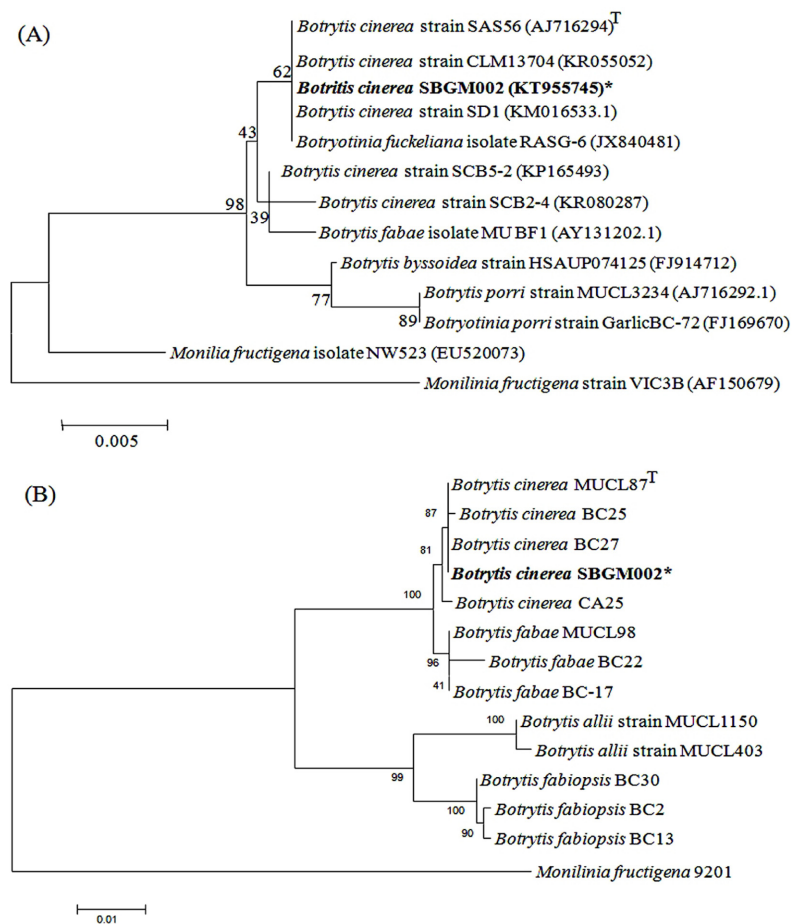 (A)
Botrytis cinerea strain SAS56 (AJ716294)T
Botrytis cinerea strain CLM13704 (KR055052)
62
Botritis cinerea SBGM002 (KT955745)*
Botrytis cinerea strain SD1 (KM016533.1)
43
Botryotinia fuckeliana isolate RASG-6 (JX840481)
Botrytis cinerea strain SCB5-2 (KP165493)
98
39
Botrytis cinerea strain SCB2-4 (KR080287)
Botrytis fabae isolate MU BF1 (AY131202.1)
Botrytis byssoidea strain HSAUP074125 (FJ914712)
77
Botrytis porri strain MUCL3234 (AJ716292.1)
89
Botryotinia porri strain GarlicBC-72 (FJ169670)
Monilia fructigena isolate NW523 (EU520073)
Monilinia fructigena strain VIC3B (AF150679)
0.005
(B)
Botrytis cinerea MUCL87T
87
Botrytis cinerea BC25
81
Botrytis cinerea BC27
Botrytis cinerea SBGM002*
100
Botrytis cinerea CA25
Botrytis fabae MUCL98
96
Botrytis fabae BC22
41
Botrytis fabae BC-17
100
Botrytis allii strain MUCL1150
Botrytis allii strain MUCL403
99
Botrytis fabiopsis BC30
100
Botrytis fabiopsis BC2
90
Botrytis fabiopsis BC13
Monilinia fructigena 9201
0.01